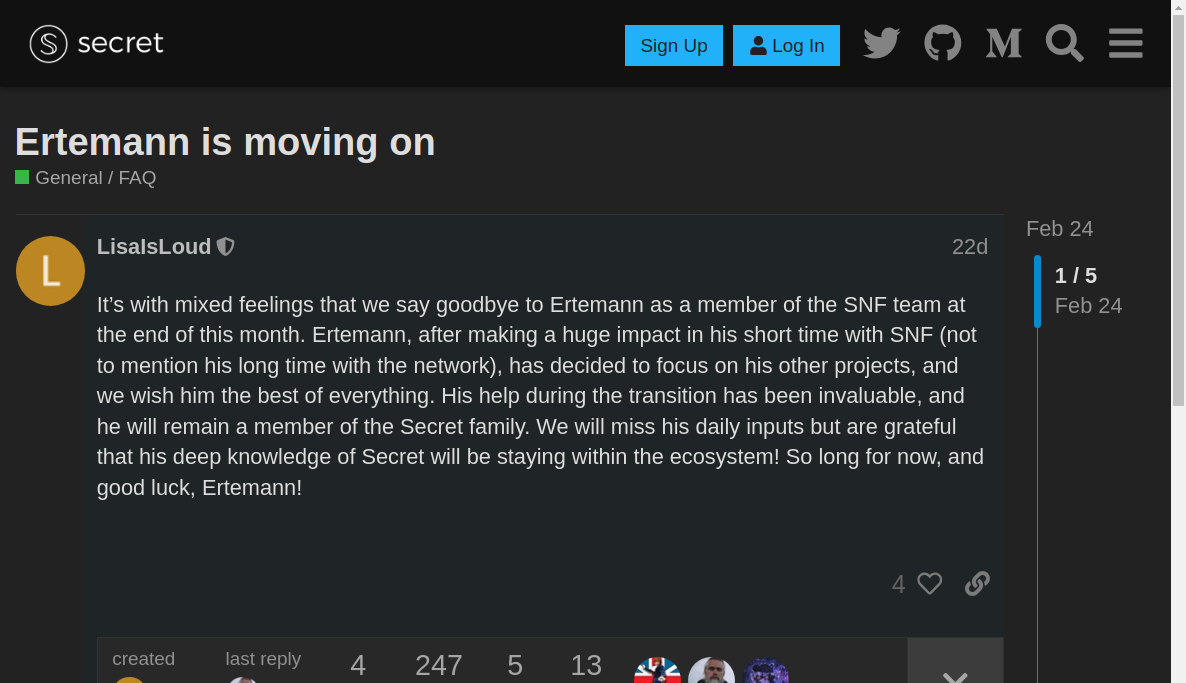 secret
Sign Up
Log In
Ertemann is moving on
General / FAQ
LisaIsLoud
22d
It’s with mixed feelings that we say goodbye to Ertemann as a member of the SNF team at
the end of this month. Ertemann, after making a huge impact in his short time with SNF (not
to mention his long time with the network), has decided to focus on his other projects, and
we wish him the best of everything. His help during the transition has been invaluable, and
he will remain a member of the Secret family. We will miss his daily inputs but are grateful
that his deep knowledge of Secret will be staying within the ecosystem! So long for now, and
good luck, Ertemann!
4
created
last reply
4
247
5
13
Feb 24
1 / 5
Feb 24
L